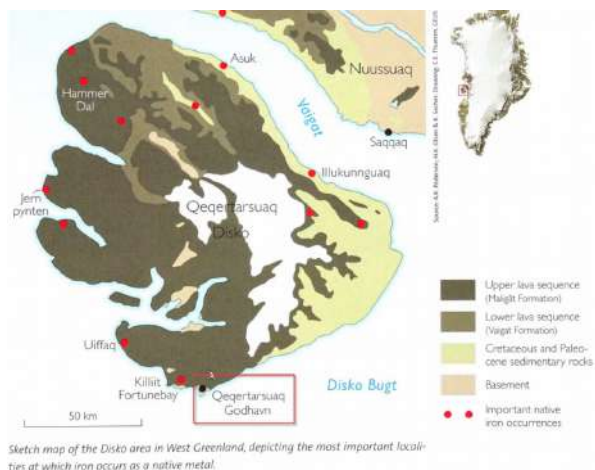 Asuk
Nuussuaq
Hammer
Dal
Vaigat
Saqqaq
Illukunnguaq
Jern
pynten
Qeqertarsuaq
Disko
Uiffaq
Killiit
Fortunebay
Qeqertarsuaq
Godhavn
Disko Bugt
50 km
Upper lava sequence
(Maligât Formation)
Lower lava sequence
(Vaigat Formation)
Cretaceous and Paleo-
cene sedimentary rocks
Basement
Important native
iron occurrences
Sketch map of the Disko area in West Greenland, depicting the most important locali-
ties at which iron occurs as a native metal.